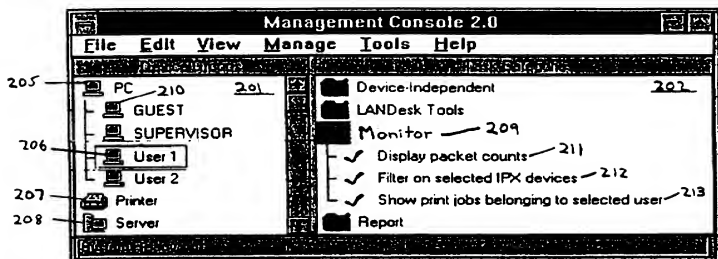 Management Console 2.0
File Edit View Manage Tools Help
205 PC 210 201
GUEST
SUPERVISOR
206 User 1
User 2
207 Printer
208 Server
Device-Independent 202
LANDesk Tools
Monitor 209
Display packet counts 211
Filter on selected IPX devices 212
Show print jobs belonging to selected user 213
Report